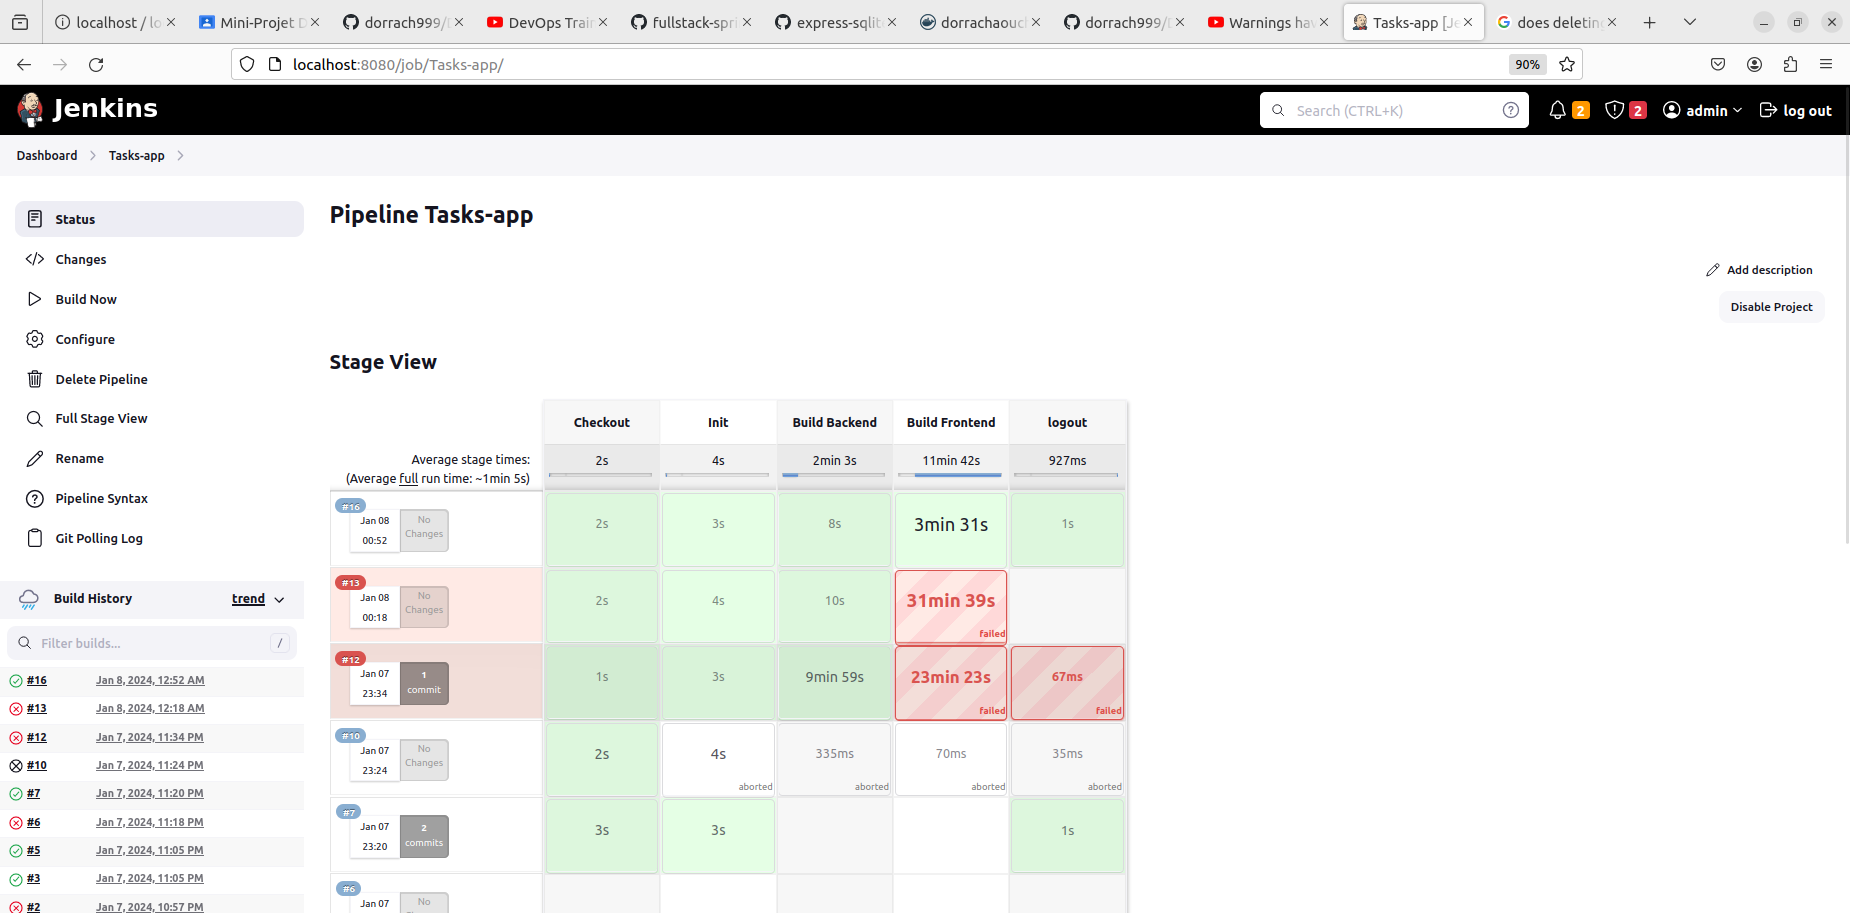 localhost / lo
Mini-Projet D
dorrach999/D
DevOps Train
fullstack-spri
express-sqlit
dorrachaouc
dorrach999/D
Warnings hav
Tasks-app [Je
does deleting
localhost:8080/job/Tasks-app/
90%
Jenkins
Search (CTRL+K)
2
2
admin
log out
Dashboard
Tasks-app
Status
Changes
Build Now
Configure
Delete Pipeline
Full Stage View
Rename
Pipeline Syntax
Git Polling Log
Build History
trend
Filter builds...
/
#16 Jan 8, 2024, 12:52 AM
#13 Jan 8, 2024, 12:18 AM
#12 Jan 7, 2024, 11:34 PM
#10 Jan 7, 2024, 11:24 PM
#7 Jan 7, 2024, 11:20 PM
#6 Jan 7, 2024, 11:18 PM
#5 Jan 7, 2024, 11:05 PM
#3 Jan 7, 2024, 11:05 PM
#2 Jan 7, 2024, 10:57 PM
Pipeline Tasks-app
Add description
Disable Project
Stage View
Checkout Init Build Backend Build Frontend logout
Average stage times:
(Average full run time: ~1min 5s)
2s 4s 2min 3s 11min 42s 927ms
#16
Jan 08
00:52
No
Changes
2s 3s 8s 3min 31s 1s
#13
Jan 08
00:18
No
Changes
2s 4s 10s 31min 39s
failed
#12
Jan 07
23:34
1
commit
1s 3s 9min 59s 23min 23s 67ms
failed failed
#10
Jan 07
23:24
No
Changes
2s 4s 335ms 70ms 35ms
aborted aborted aborted aborted
#7
Jan 07
23:20
2
commits
3s 3s 1s
#6
Jan 07
No